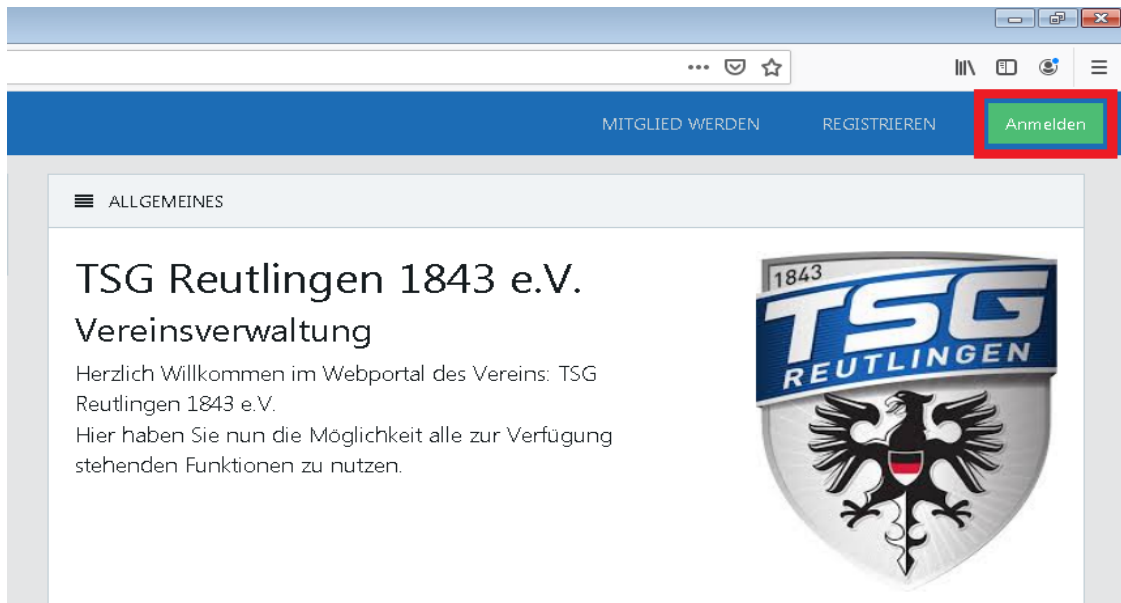 MITGLIED WERDEN REGISTRIEREN Anmelden
ALLGEMEINES
TSG Reutlingen 1843 e.V.
Vereinsverwaltung
Herzlich Willkommen im Webportal des Vereins: TSG
Reutlingen 1843 e.V.
Hier haben Sie nun die Möglichkeit alle zur Verfügung
stehenden Funktionen zu nutzen.
1843
TSG
REUTLINGEN